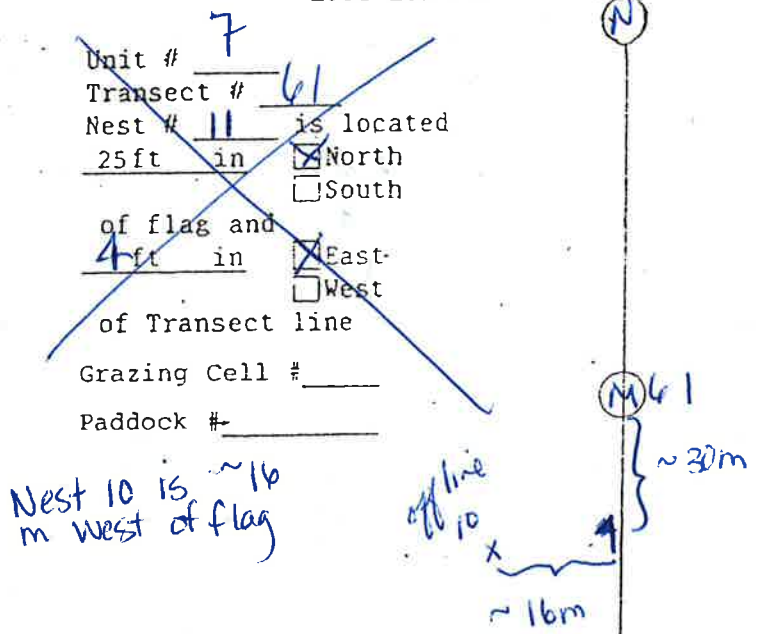 Unit # 7
Transect # 61
Nest # 11 is located
25ft in ☒North
☐South
of flag and
4ft in ☒East
☐West
of Transect line
Grazing Cell #
Paddock #
Nest 10 is ~16
m west of flag
N
M 61
~30m
off line
10
x
~16m